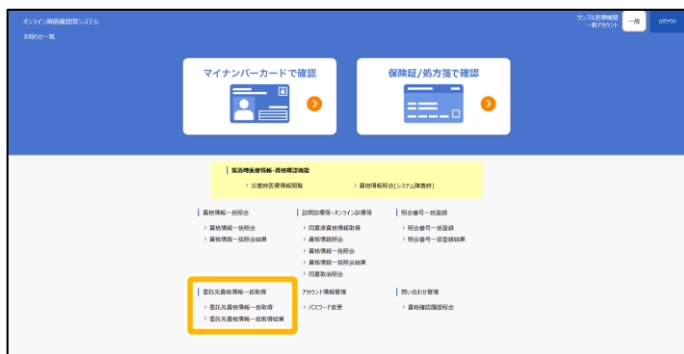 オンライン資格確認等システム
サンプル医療機関
一般アカウント
一般
ログアウト
お知らせ一覧
マイナンバーカードで確認
保険証/処方箋で確認
緊急時医療情報・資格確認機能
災害時医療情報閲覧
資格情報照会(システム障害時)
資格情報一括照会
訪問診療等・オンライン診療等
照会番号一括登録
資格情報一括照会
同意済資格情報取得
照会番号一括登録
資格情報一括照会結果
資格情報照会
照会番号一括登録結果
資格情報一括照会
資格情報一括照会結果
同意取消照会
委託先資格情報一括取得
アカウント情報管理
問い合わせ管理
委託先資格情報一括取得
パスワード変更
資格確認履歴照会
委託先資格情報一括取得結果